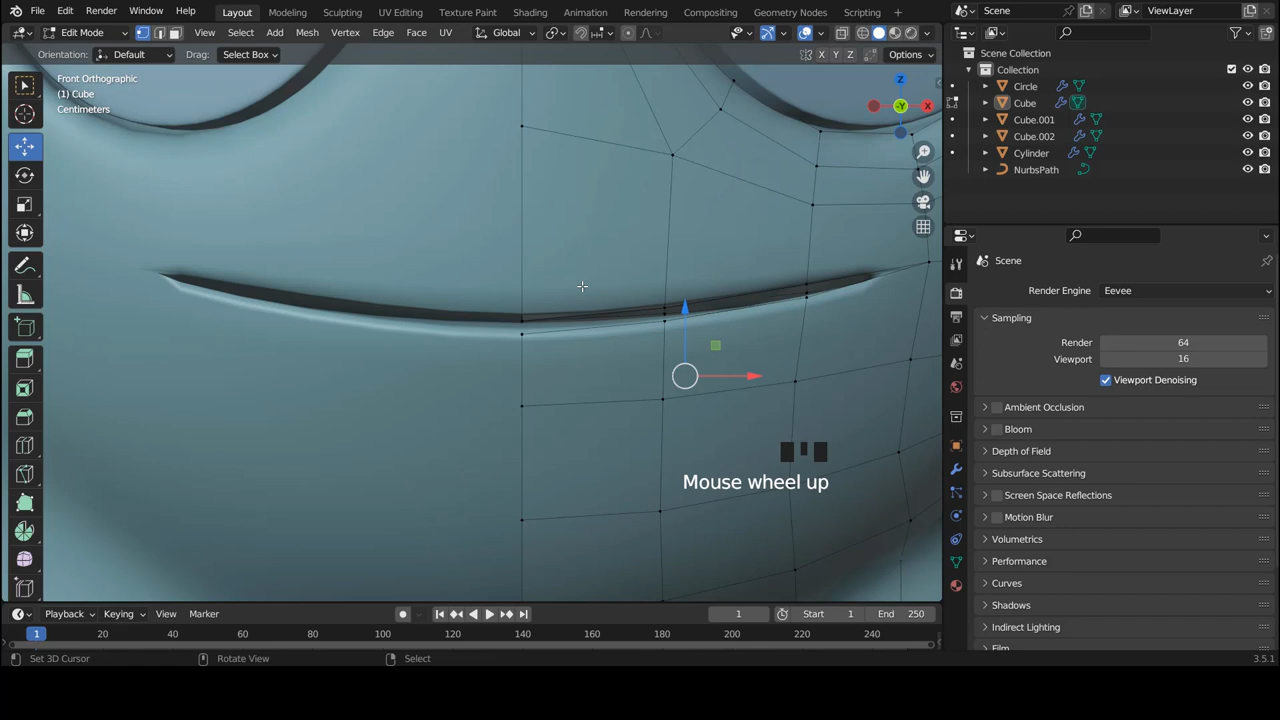 File Edit Render Window Help Layout Modeling Sculpting UV Editing Texture Paint Shading Animation Rendering Compositing Geometry Nodes Scripting + Scene ViewLayer
Edit Mode View Select Add Mesh Vertex Edge Face UV Global
Orientation: Default Drag: Select Box X Y Z Options
Front Orthographic
(1) Cube
Centimeters
Z
-Y
X
Mouse wheel up
Scene Collection
Collection
Circle
Cube
Cube.001
Cube.002
Cylinder
NurbsPath
Scene
Render Engine Eevee
Sampling
Render 64
Viewport 16
Viewport Denoising
Ambient Occlusion
Bloom
Depth of Field
Subsurface Scattering
Screen Space Reflections
Motion Blur
Volumetrics
Performance
Curves
Shadows
Indirect Lighting
Film
Playback Keying View Marker 1 Start 1 End 250
1 20 40 60 80 100 120 140 160 180 200 220 240
Set 3D Cursor Rotate View Select 3.5.1